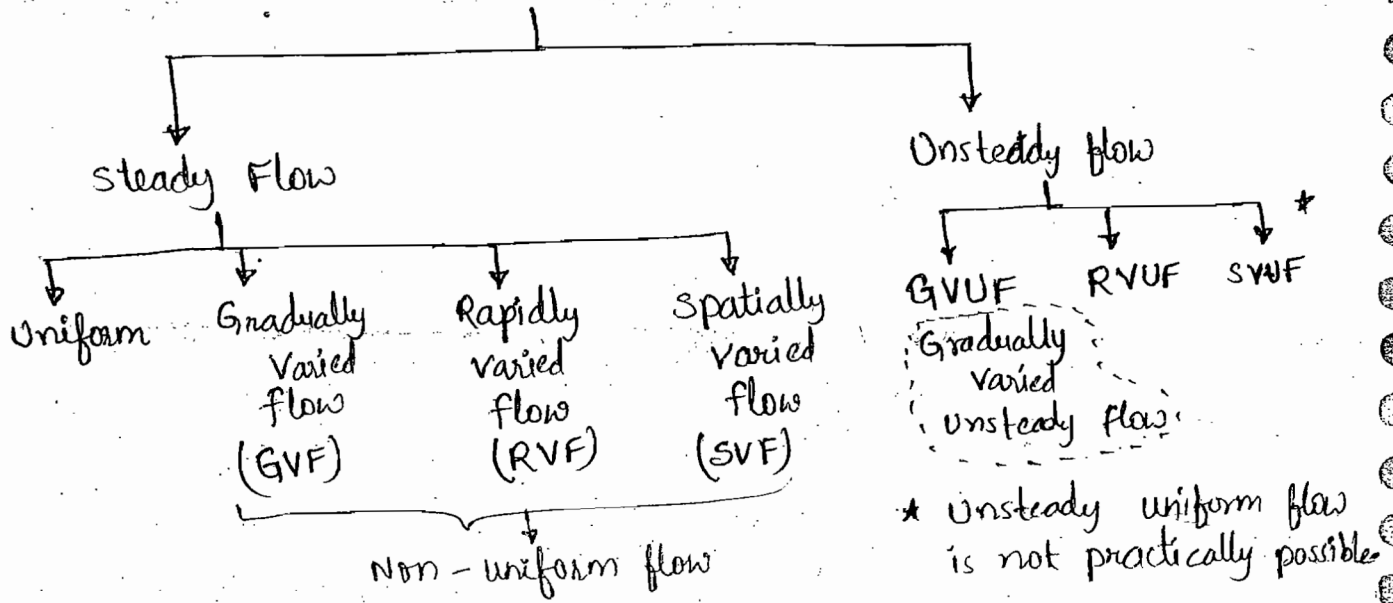 Steady Flow
Unsteddy flow
★
Uniform
Gradually
Varied
flow
(GVF)
Rapidly
varied
flow
(RVF)
Spatially
varied
flow
(SVF)
Non-uniform flow
GVUF
RVUF
SVUF
Gradually
varied
Unsteady flow
★ Unsteady uniform flow
is not practically possible